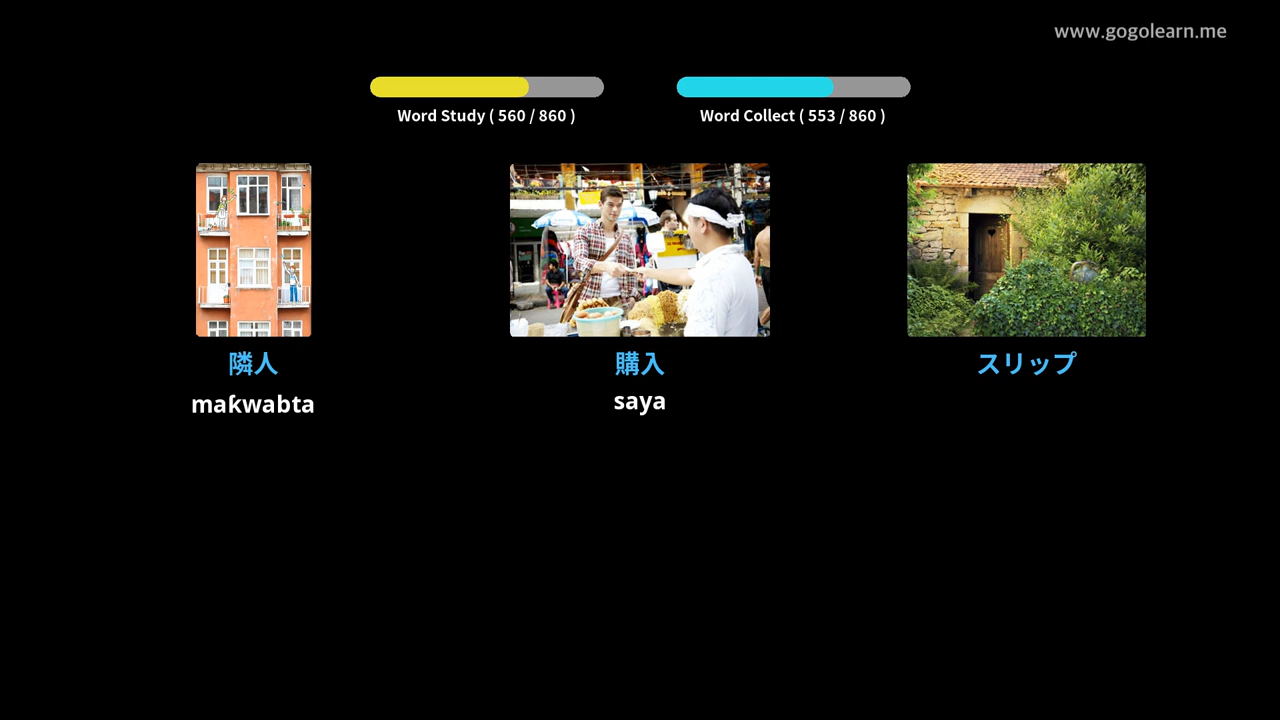 www.gogolearn.me
Word Study ( 560 / 860 )
Word Collect ( 553 / 860 )
隣人
購入
スリップ
maƙwabta
saya